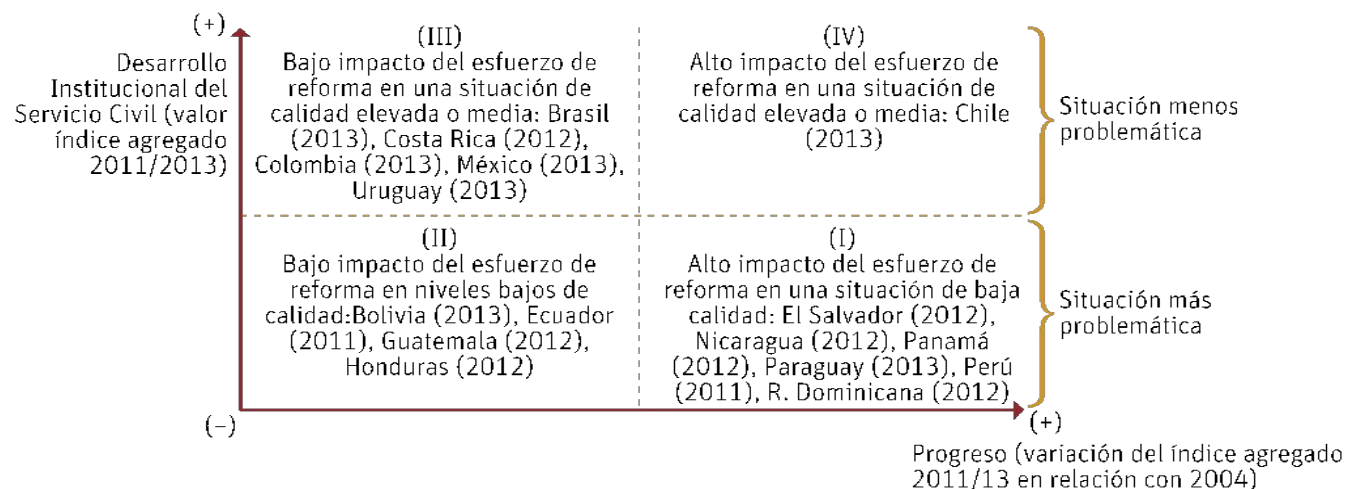 (+)
Desarrollo
Institucional del
Servicio Civil (valor
índice agregado
2011/2013)
(III)
Bajo impacto del esfuerzo de
reforma en una situación de
calidad elevada o media: Brasil
(2013), Costa Rica (2012),
Colombia (2013), México (2013),
Uruguay (2013)
(IV)
Alto impacto del esfuerzo de
reforma en una situación de
calidad elevada o media: Chile
(2013)
Situación menos
problemática
(II)
Bajo impacto del esfuerzo de
reforma en niveles bajos de
calidad:Bolivia (2013), Ecuador
(2011), Guatemala (2012),
Honduras (2012)
(I)
Alto impacto del esfuerzo de
reforma en una situación de baja
calidad: El Salvador (2012),
Nicaragua (2012), Panamá
(2012), Paraguay (2013), Perú
(2011), R. Dominicana (2012)
Situación más
problemática
(–)
(+)
Progreso (variación del índice agregado
2011/13 en relación con 2004)